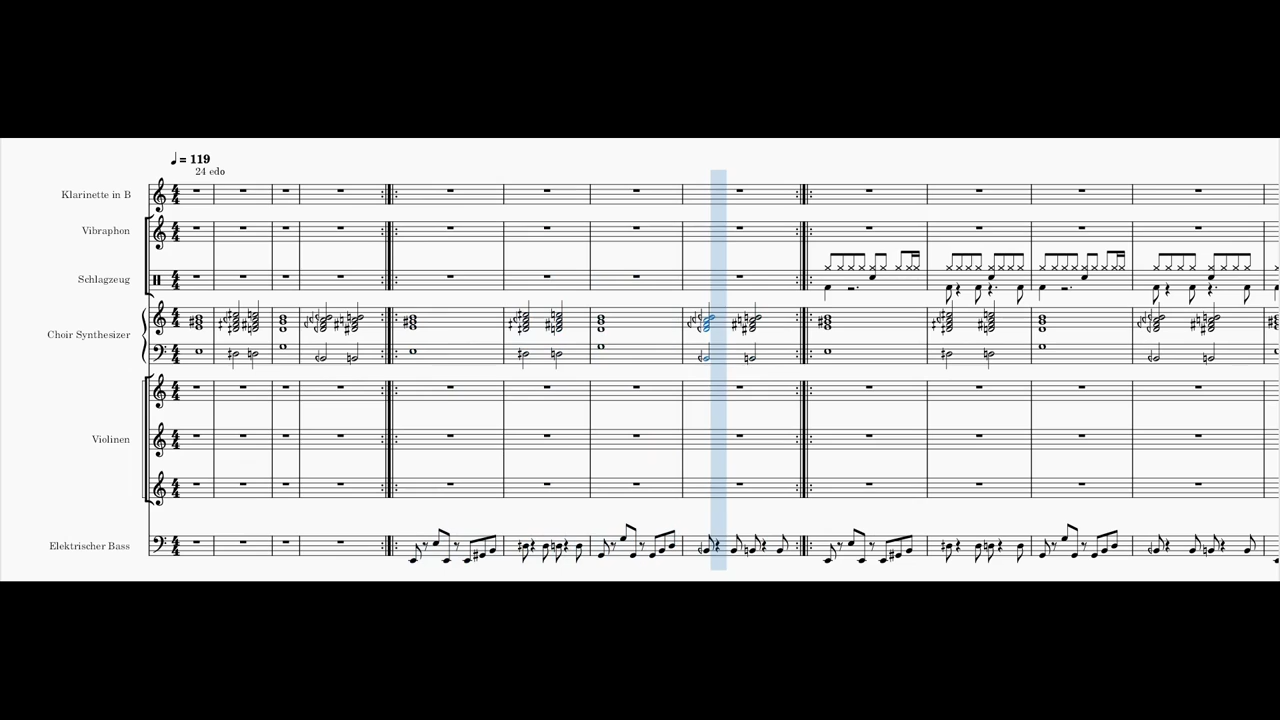 ♩ = 119
24 edo
Klarinette in B
Vibraphon
Schlagzeug
Choir Synthesizer
Violinen
Elektrischer Bass